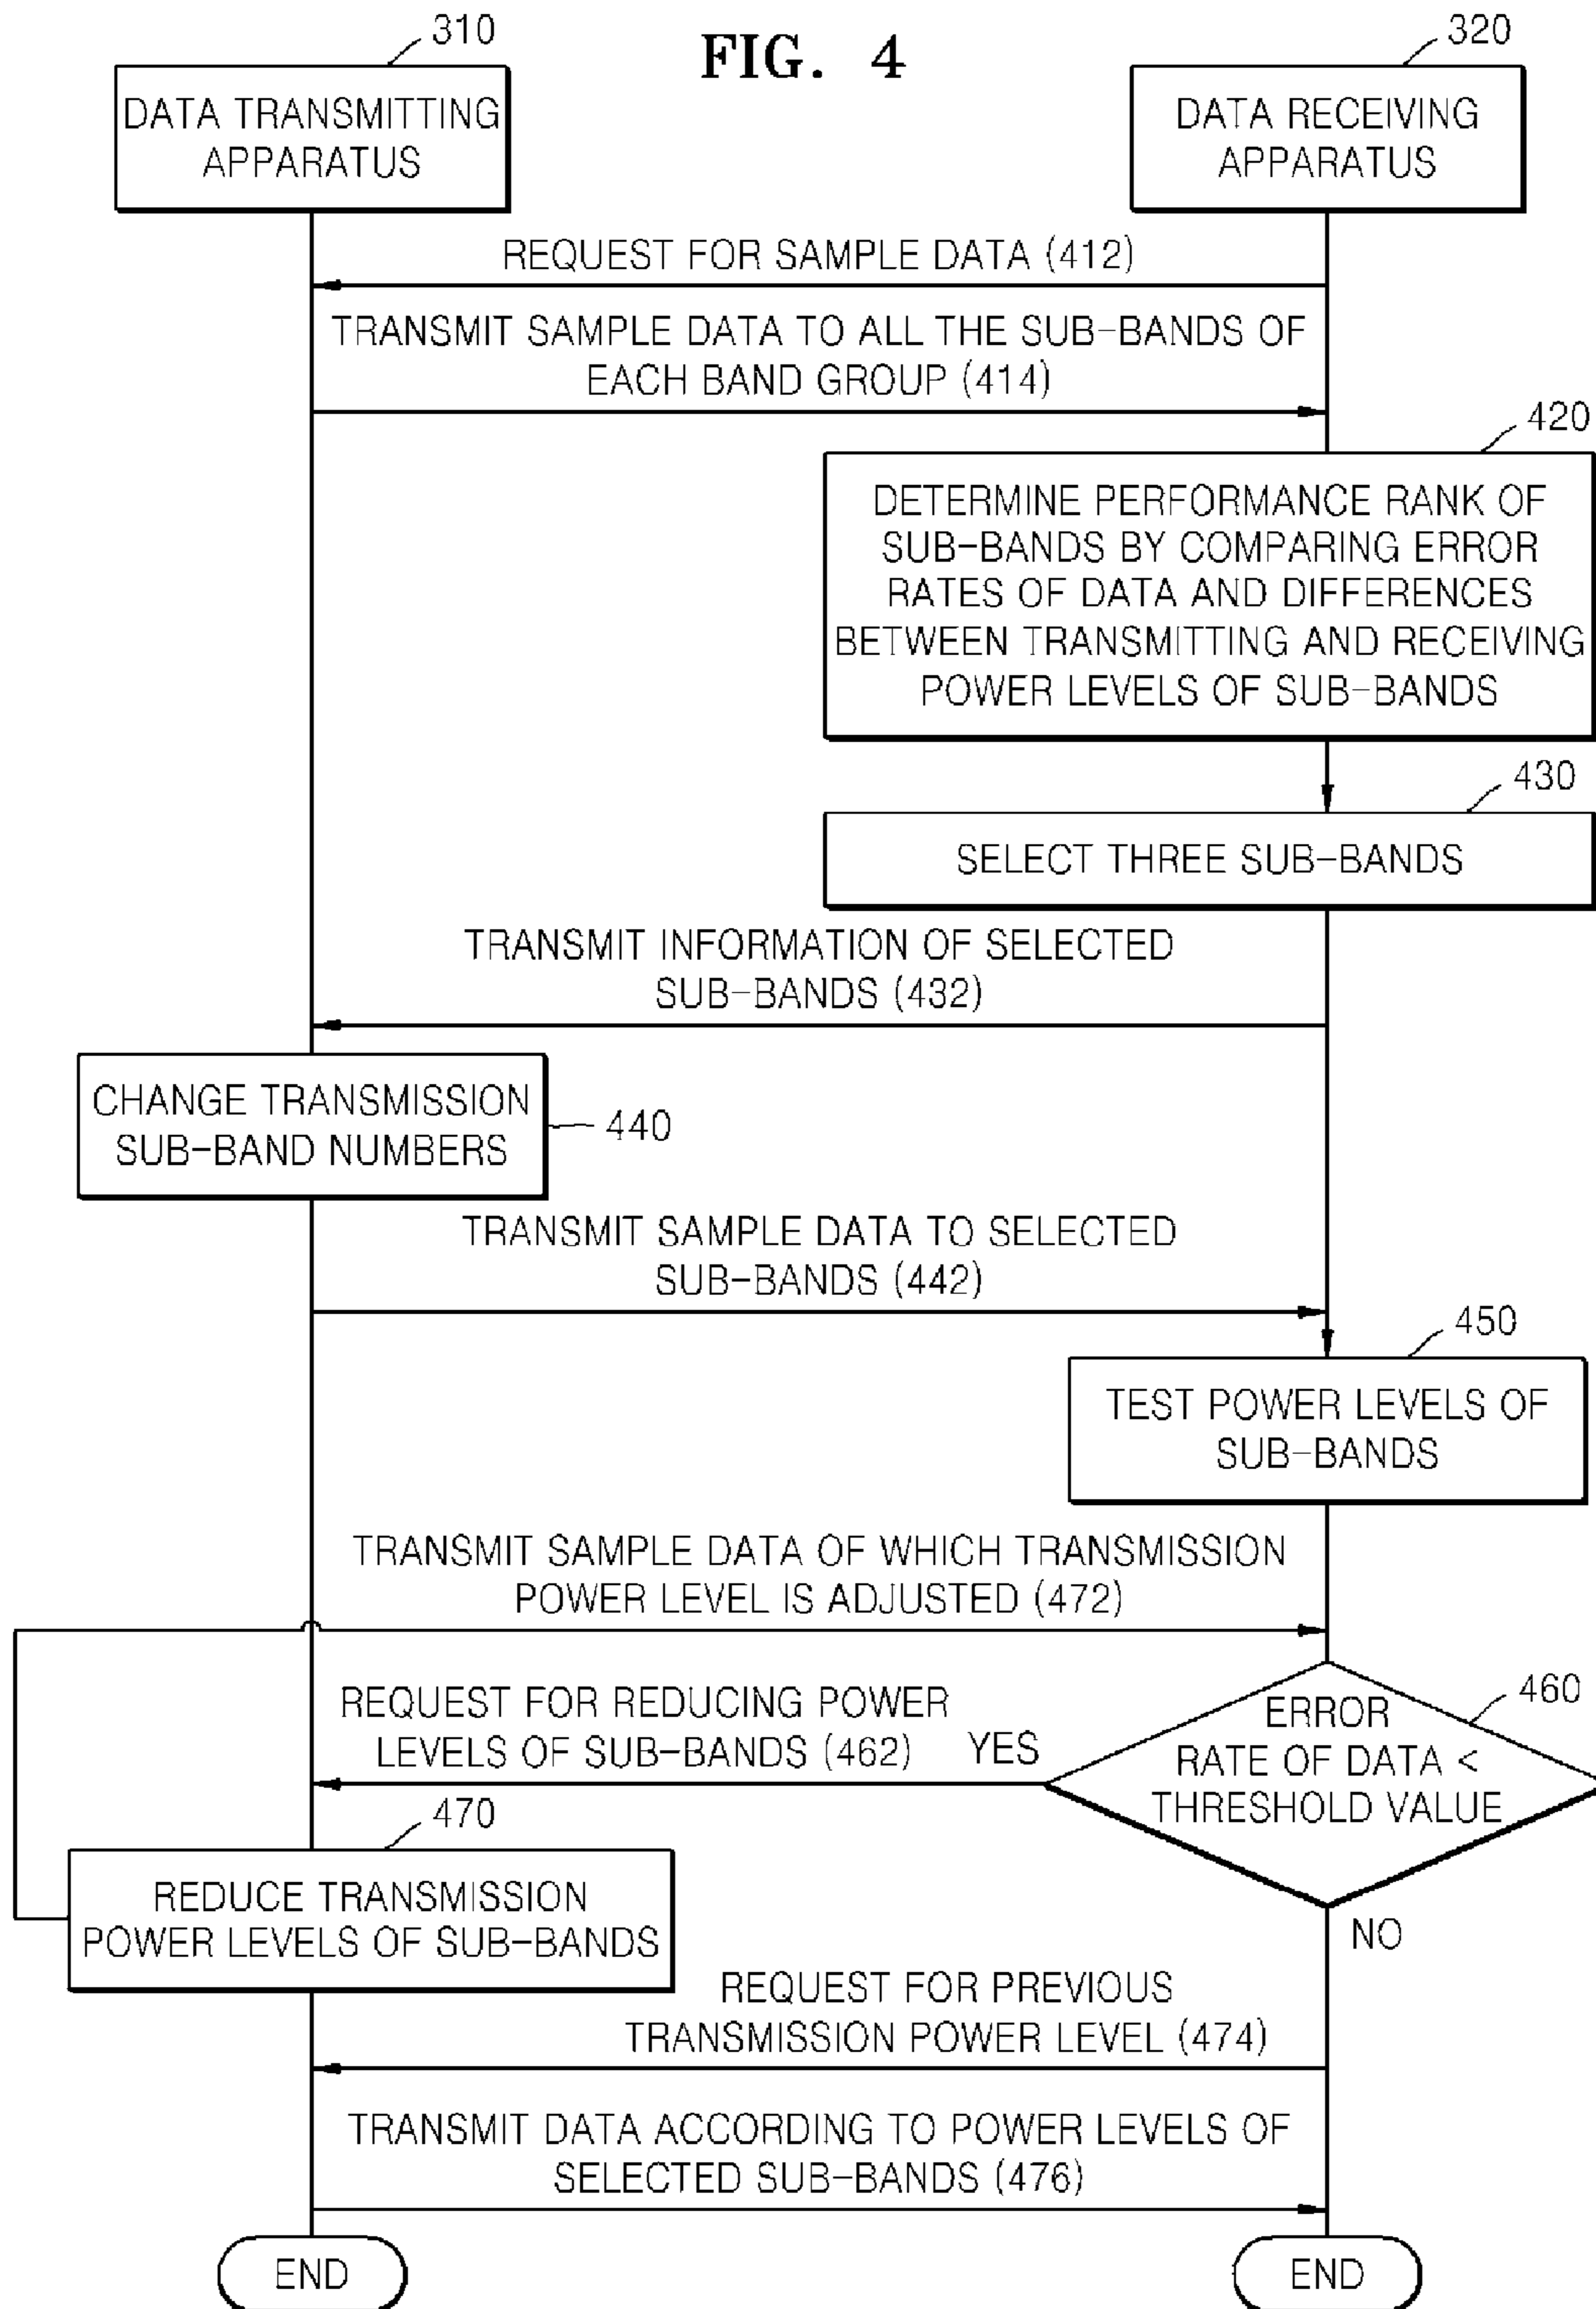 310
FIG. 4
320
DATA TRANSMITTING
APPARATUS
DATA RECEIVING
APPARATUS
REQUEST FOR SAMPLE DATA (412)
TRANSMIT SAMPLE DATA TO ALL THE SUB-BANDS OF
EACH BAND GROUP (414)
420
DETERMINE PERFORMANCE RANK OF
SUB-BANDS BY COMPARING ERROR
RATES OF DATA AND DIFFERENCES
BETWEEN TRANSMITTING AND RECEIVING
POWER LEVELS OF SUB-BANDS
430
SELECT THREE SUB-BANDS
TRANSMIT INFORMATION OF SELECTED
SUB-BANDS (432)
CHANGE TRANSMISSION
SUB-BAND NUMBERS
440
TRANSMIT SAMPLE DATA TO SELECTED
SUB-BANDS (442)
450
TEST POWER LEVELS OF
SUB-BANDS
TRANSMIT SAMPLE DATA OF WHICH TRANSMISSION
POWER LEVEL IS ADJUSTED (472)
460
ERROR
RATE OF DATA <
THRESHOLD VALUE
REQUEST FOR REDUCING POWER
LEVELS OF SUB-BANDS (462)
YES
470
REDUCE TRANSMISSION
POWER LEVELS OF SUB-BANDS
NO
REQUEST FOR PREVIOUS
TRANSMISSION POWER LEVEL (474)
TRANSMIT DATA ACCORDING TO POWER LEVELS OF
SELECTED SUB-BANDS (476)
END
END